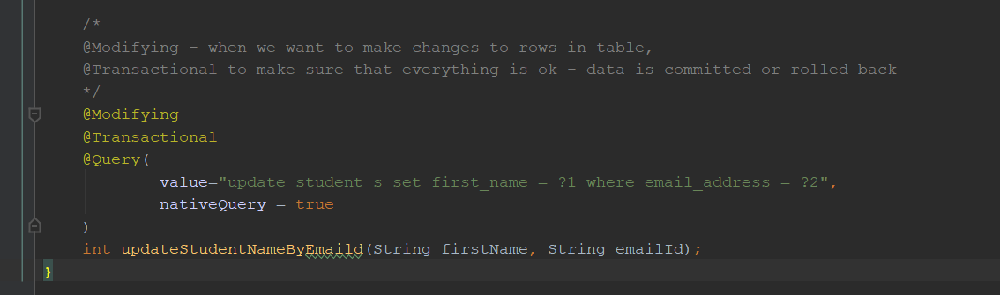 /*
@Modifying - when we want to make changes to rows in table,
@Transactional to make sure that everything is ok - data is committed or rolled back
*/
@Modifying
@Transactional
@Query(
value="update student s set first_name = ?1 where email_address = ?2",
nativeQuery = true
)
int updateStudentNameByEmaild(String firstName, String emailId);
}